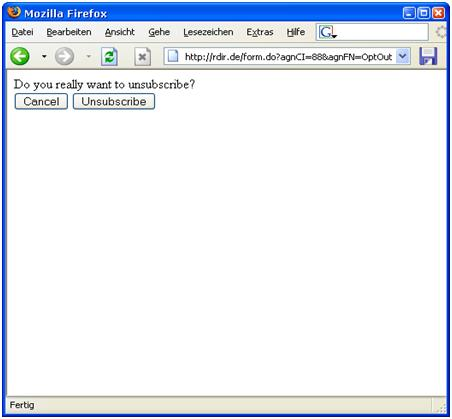 Mozilla Firefox
Datei Bearbeiten Ansicht Gehe Lesezeichen Extras Hilfe G
http://rdir.de/form.do?agnCI=88&agnFN=OptOut
Do you really want to unsubscribe?
Cancel Unsubscribe
Fertig